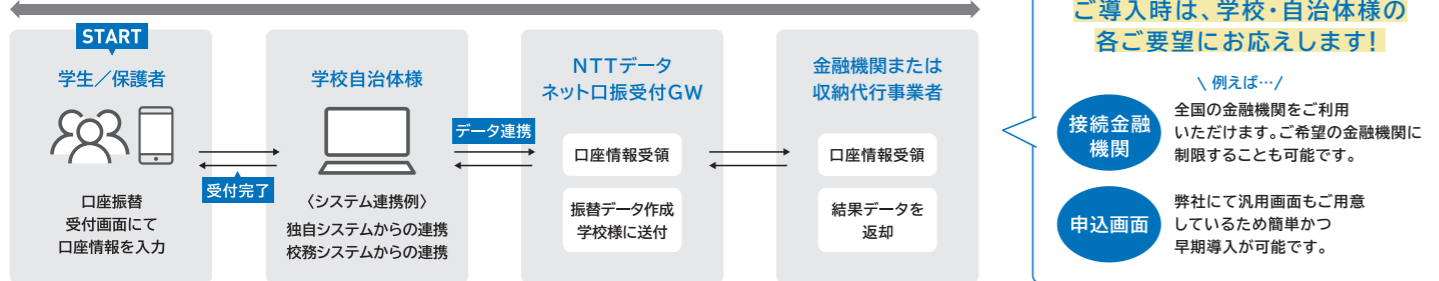 START
学生／保護者
口座振替
受付画面にて
口座情報を入力
受付完了
学校自治体様
〈システム連携例〉
独自システムからの連携
校務システムからの連携
データ連携
NTTデータ
ネット口振受付GW
口座情報受領
振替データ作成
学校様に送付
金融機関または
収納代行事業者
口座情報受領
結果データを
返却
ご導入時は、学校・自治体様の
各ご要望にお応えします！
\ 例えば…/
接続金融
機関
全国の金融機関をご利用
いただけます。ご希望の金融機関に
制限することも可能です。
申込画面
弊社にて汎用画面もご用意
しているため簡単かつ
早期導入が可能です。